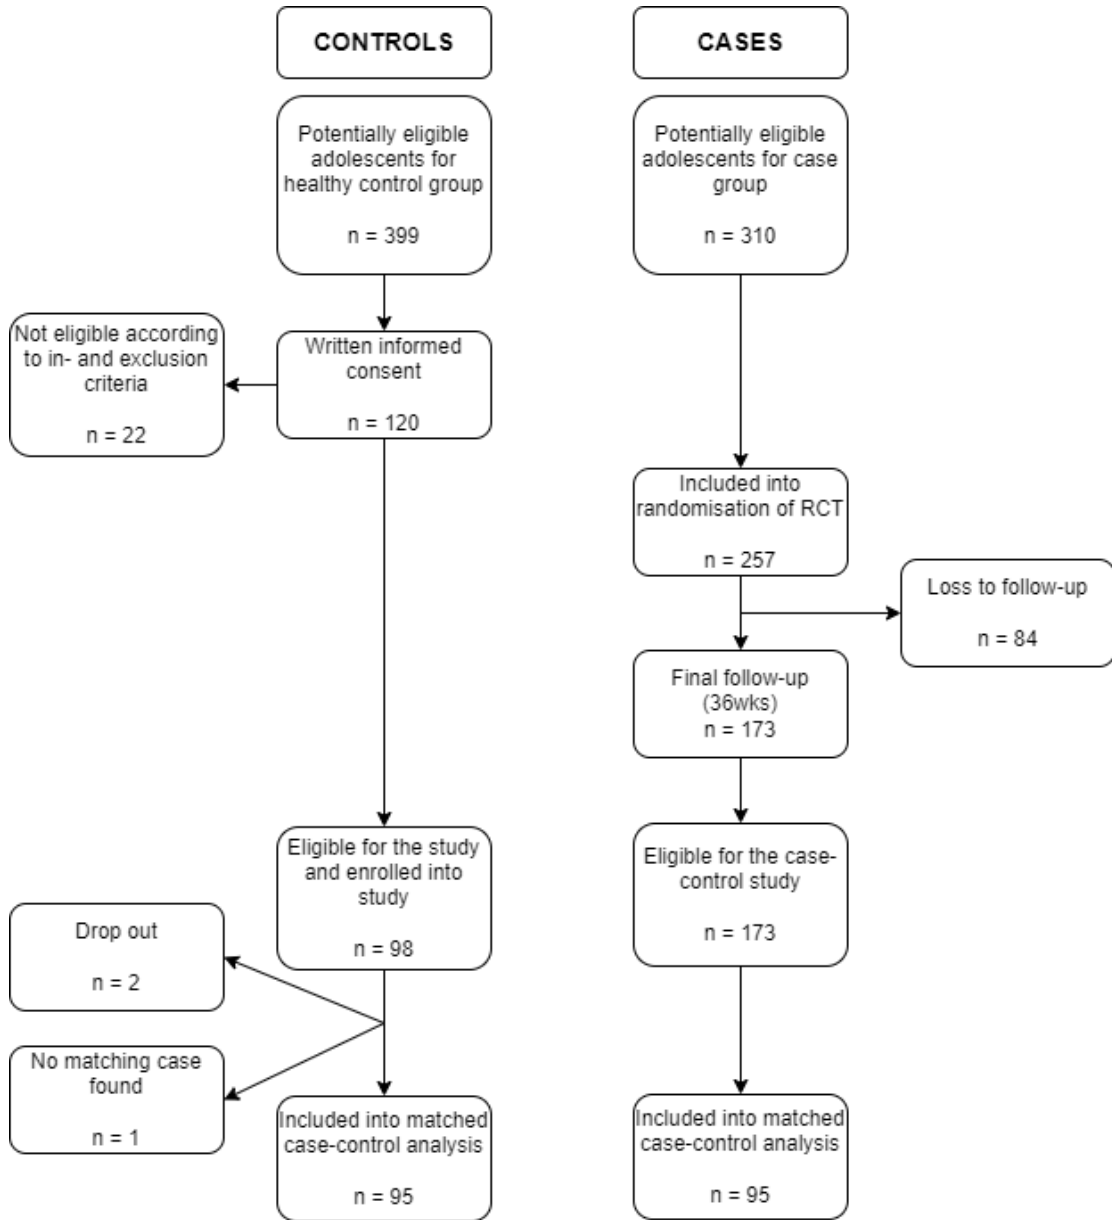 CONTROLS
Potentially eligible
adolescents for
healthy control group
n = 399
Written informed
consent
n = 120
Not eligible according
to in- and exclusion
criteria
n = 22
Eligible for the study
and enrolled into
study
n = 98
Drop out
n = 2
No matching case
found
n = 1
Included into matched
case-control analysis
n = 95
CASES
Potentially eligible
adolescents for case
group
n = 310
Included into
randomisation of RCT
n = 257
Loss to follow-up
n = 84
Final follow-up
(36wks)
n = 173
Eligible for the case-
control study
n = 173
Included into matched
case-control analysis
n = 95